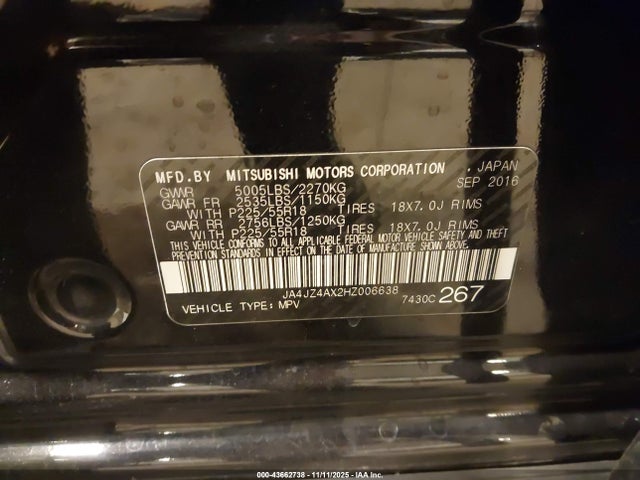 MFD.BY MITSUBISHI MOTORS CORPORATION, JAPAN
GVWR 5005LBS/2270KG SEP 2016
GAWR FR 2535LBS/1150KG
WITH P225/55R18 TIRES 18X7.0J RIMS
GAWR RR 2756LBS/1250KG
WITH P225/55R18 TIRES 18X7.0J RIMS
THIS VEHICLE CONFORMS TO ALL APPLICABLE FEDERAL MOTOR VEHICLE SAFETY AND THEFT
PREVENTION STANDARDS IN EFFECT ON THE DATE OF MANUFACTURE SHOWN ABOVE.
JA4JZ4AX2HZ006638
VEHICLE TYPE: MPV 7430C 267
000-43662738 - 11/11/2025 - IAA Inc.